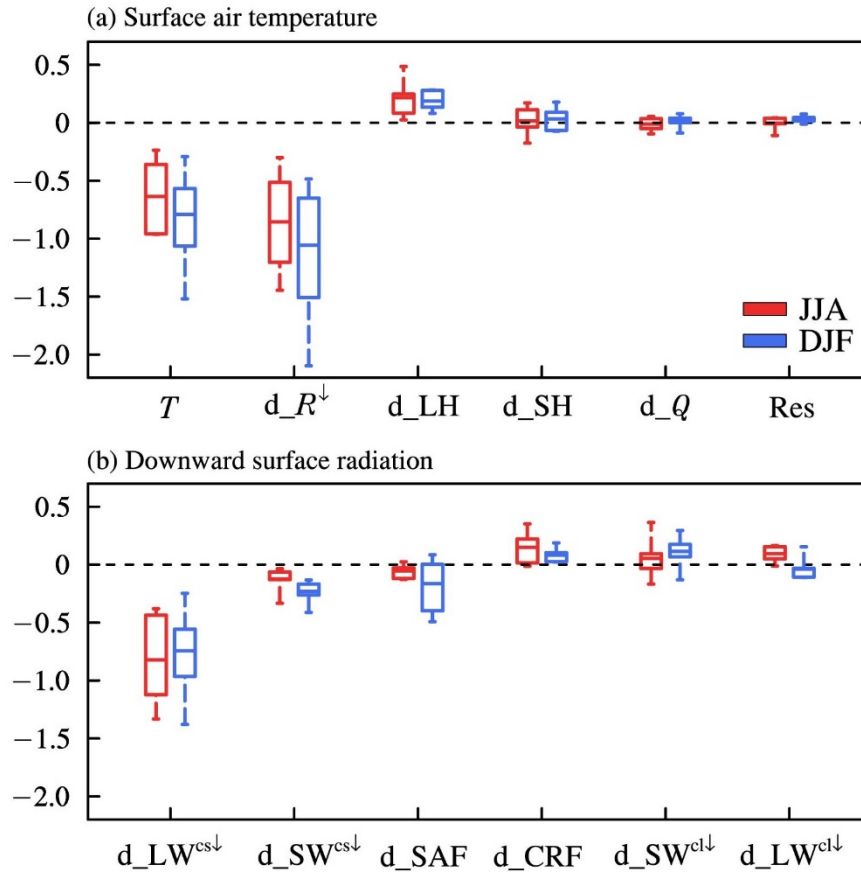 (a) Surface air temperature
0.5
0
−0.5
−1.0
−1.5
−2.0
JJA
DJF
T d_R↓ d_LH d_SH d_Q Res
(b) Downward surface radiation
0.5
0
−0.5
−1.0
−1.5
−2.0
d_LWcs↓ d_SWcs↓ d_SAF d_CRF d_SWcl↓ d_LWcl↓